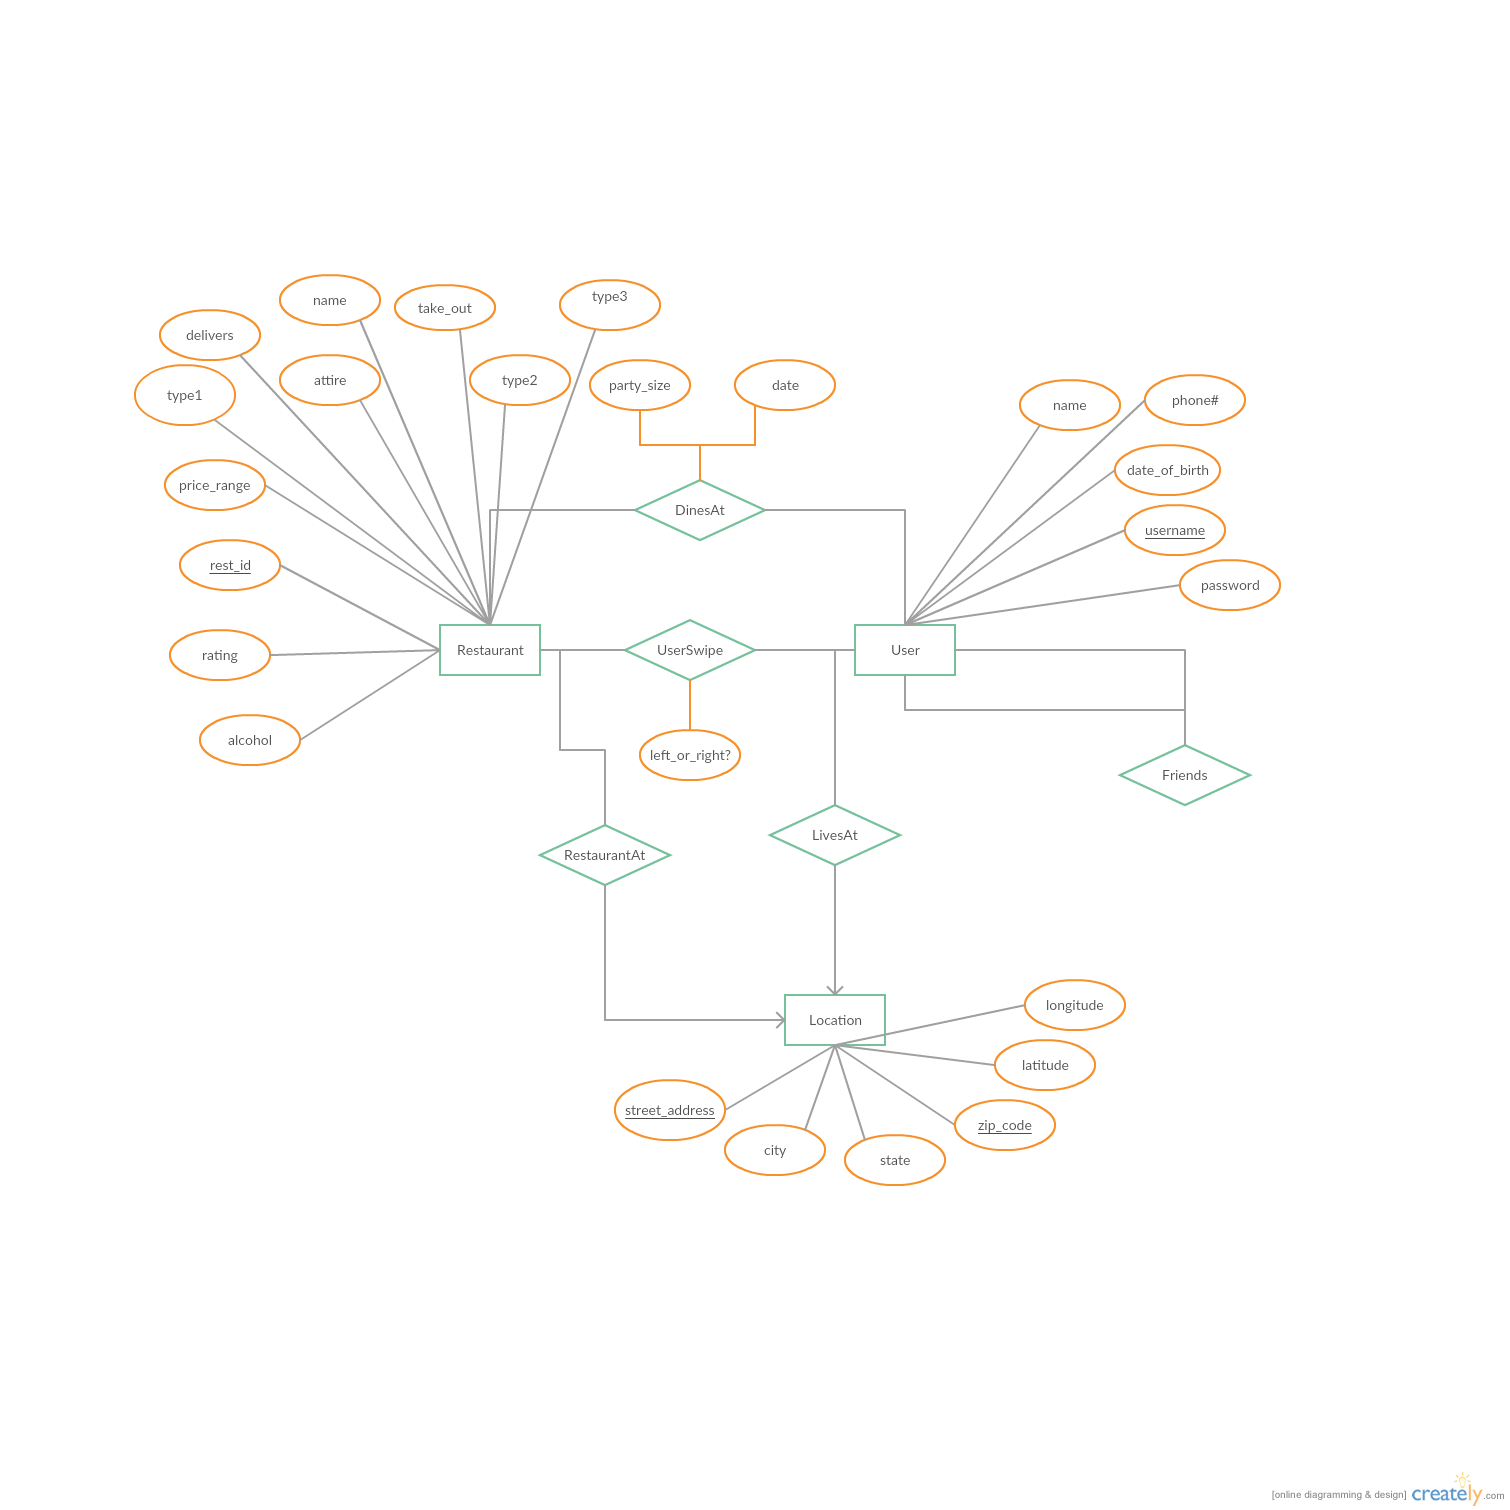 name
take_out
type3
delivers
attire
type2
party_size
date
type1
name
phone#
date_of_birth
price_range
DinesAt
username
rest_id
password
Restaurant
UserSwipe
User
rating
alcohol
left_or_right?
Friends
LivesAt
RestaurantAt
longitude
Location
latitude
street_address
zip_code
city
state
[online diagramming & design] creately.com